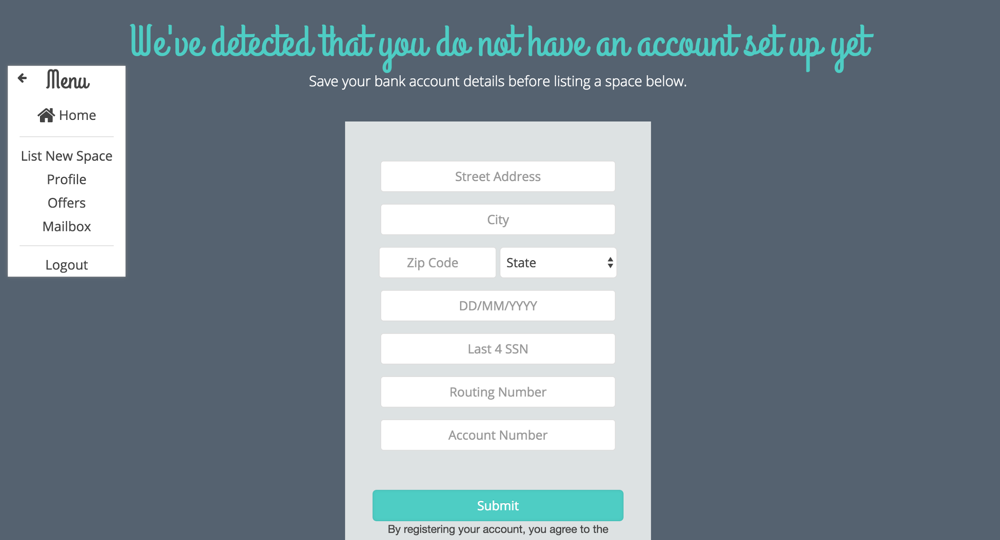 We've detected that you do not have an account set up yet
Save your bank account details before listing a space below.
Menu
Home
List New Space
Profile
Offers
Mailbox
Logout
Street Address
City
Zip Code State
DD/MM/YYYY
Last 4 SSN
Routing Number
Account Number
Submit
By registering your account, you agree to the